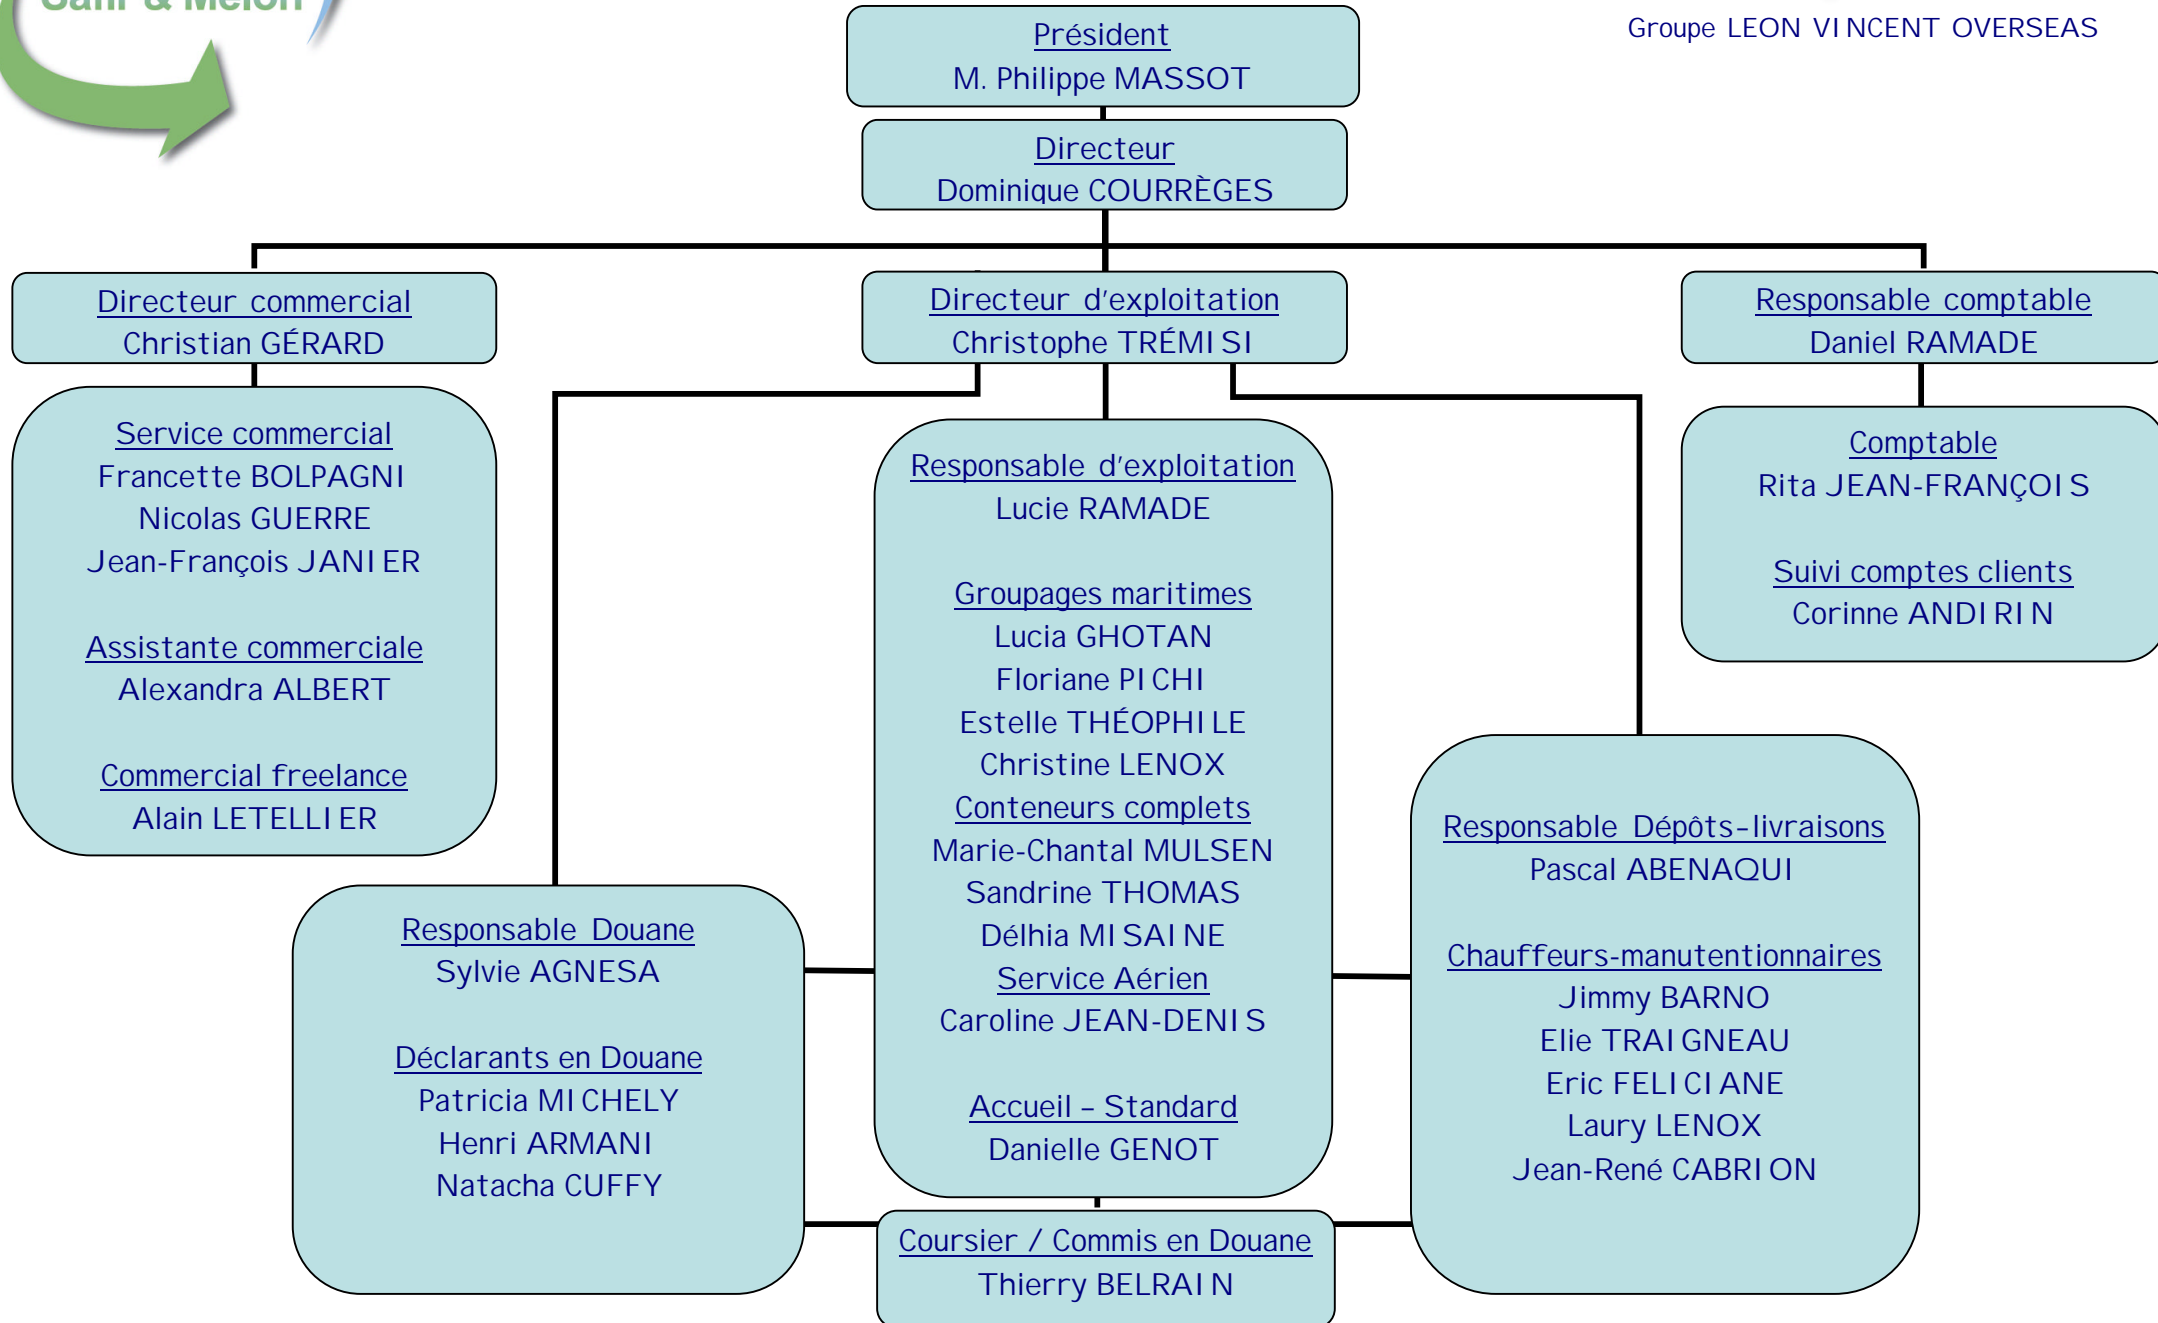 & Melon
Groupe LEON VINCENT OVERSEAS
Président
M. Philippe MASSOT
Directeur
Dominique COURRÈGES
Directeur commercial
Christian GÉRARD
Directeur d'exploitation
Christophe TRÉMISI
Responsable comptable
Daniel RAMADE
Service commercial
Francette BOLPAGNI
Nicolas GUERRE
Jean-François JANIER
Assistante commerciale
Alexandra ALBERT
Commercial freelance
Alain LETELLIER
Responsable d'exploitation
Lucie RAMADE
Groupages maritimes
Lucia GHOTAN
Floriane PICHI
Estelle THÉOPHILE
Christine LENOX
Conteneurs complets
Marie-Chantal MULSEN
Sandrine THOMAS
Délhia MISAINE
Service Aérien
Caroline JEAN-DENIS
Accueil – Standard
Danielle GENOT
Comptable
Rita JEAN-FRANÇOIS
Suivi comptes clients
Corinne ANDIRIN
Responsable Douane
Sylvie AGNESA
Déclarants en Douane
Patricia MICHELY
Henri ARMANI
Natacha CUFFY
Responsable Dépôts-livraisons
Pascal ABENAQUI
Chauffeurs-manutentionnaires
Jimmy BARNO
Elie TRAIGNEAU
Eric FELICIANE
Laury LENOX
Jean-René CABRION
Coursier / Commis en Douane
Thierry BELRAIN